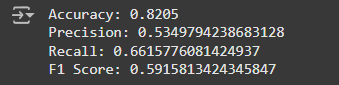 Accuracy: 0.8205
Precision: 0.5349794238683128
Recall: 0.6615776081424937
F1 Score: 0.5915813424345847